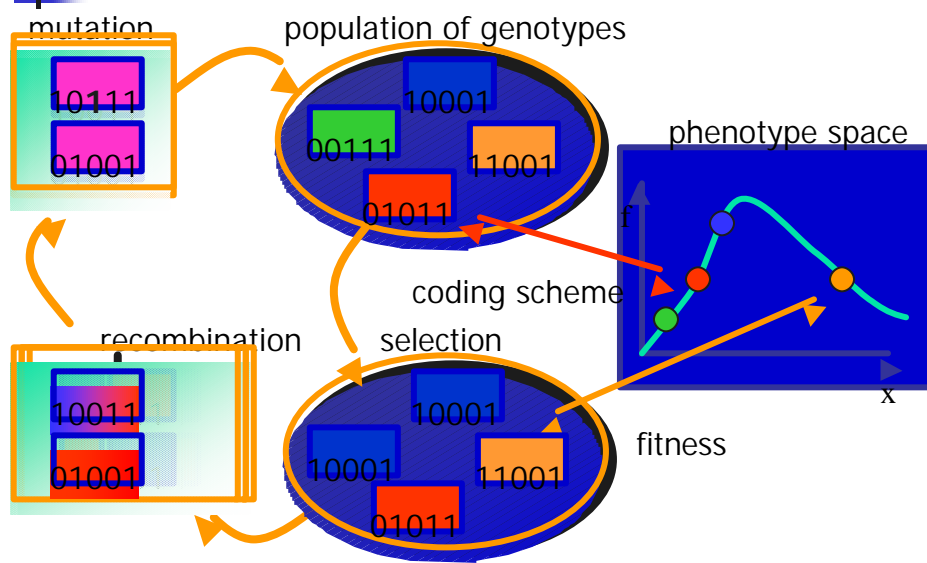 mutation
population of genotypes
10111
01001
10001
00111
11001
01011
phenotype space
f
x
coding scheme
recombination
selection
10011
01001
10001
10001
11001
01011
fitness